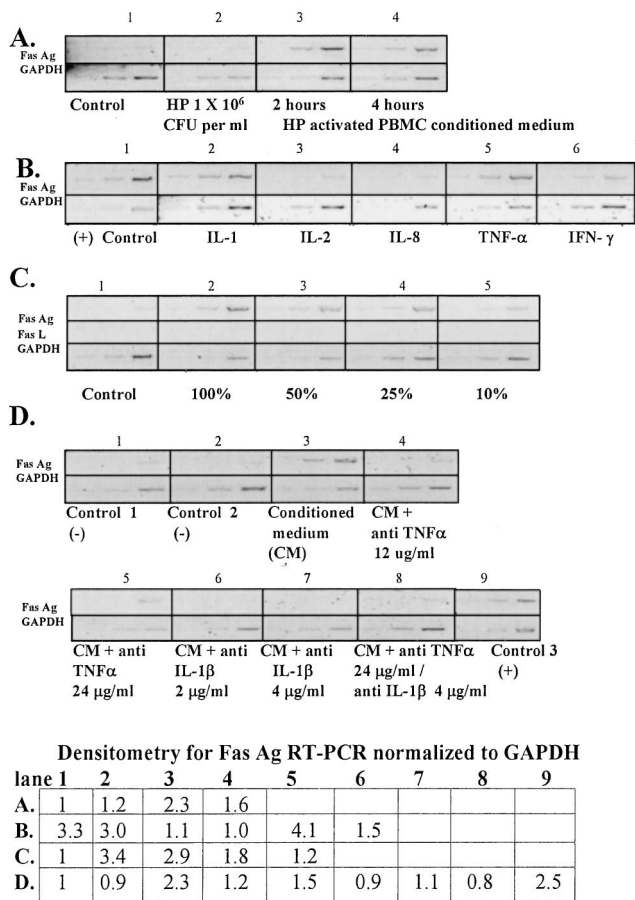 1 2 3 4
A.
Fas Ag
GAPDH
Control HP 1 X 10⁶ 2 hours 4 hours
CFU per ml HP activated PBMC conditioned medium
B.
1 2 3 4 5 6
Fas Ag
GAPDH
(+) Control IL-1 IL-2 IL-8 TNF-α IFN- γ
C.
1 2 3 4 5
Fas Ag
Fas L
GAPDH
Control 100% 50% 25% 10%
D.
1 2 3 4
Fas Ag
GAPDH
Control 1 Control 2 Conditioned CM +
(-) (-) medium anti TNFα
(CM) 12 ug/ml
5 6 7 8 9
Fas Ag
GAPDH
CM + anti CM + anti CM + anti CM + anti TNFα Control 3
TNFα IL-1β IL-1β 24 μg/ml / (+)
24 μg/ml 2 μg/ml 4 μg/ml anti IL-1β 4 μg/ml
Densitometry for Fas Ag RT-PCR normalized to GAPDH
lane 1 2 3 4 5 6 7 8 9
A. 1 1.2 2.3 1.6
B. 3.3 3.0 1.1 1.0 4.1 1.5
C. 1 3.4 2.9 1.8 1.2
D. 1 0.9 2.3 1.2 1.5 0.9 1.1 0.8 2.5